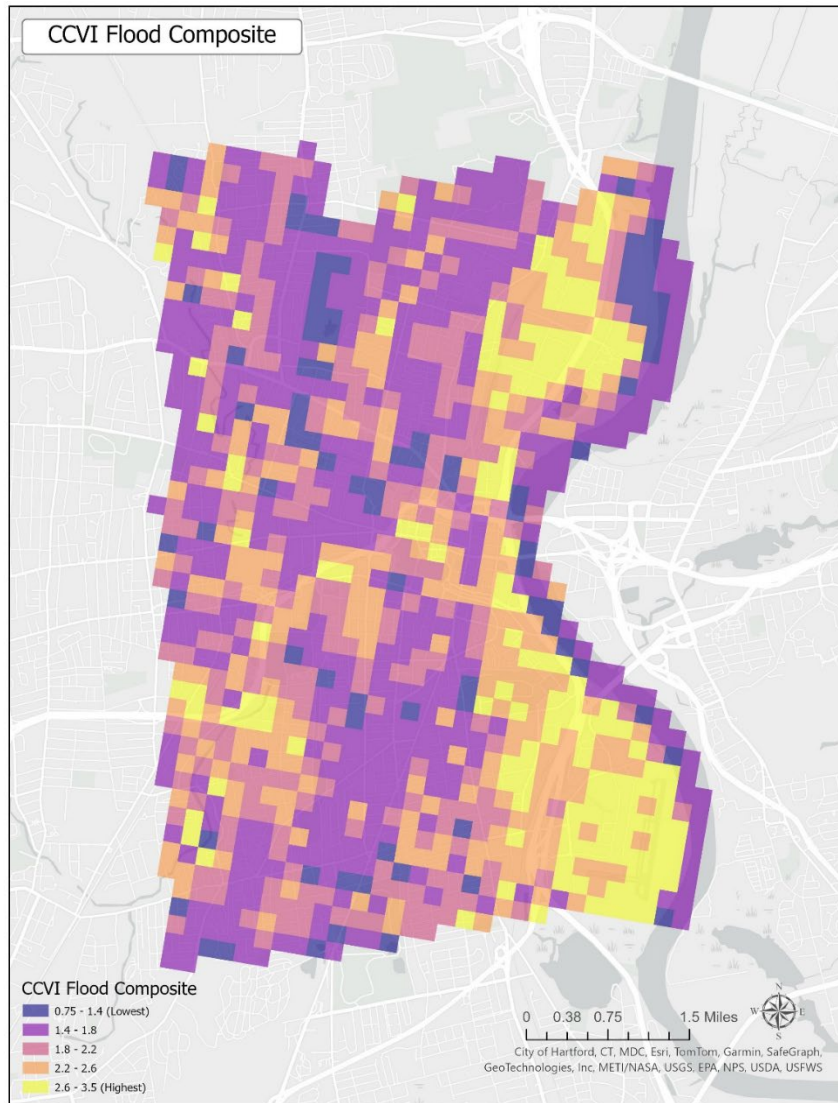 CCVI Flood Composite
CCVI Flood Composite
0.75 - 1.4 (Lowest)
1.4 - 1.8
1.8 - 2.2
2.2 - 2.6
2.6 - 3.5 (Highest)
0 0.38 0.75 1.5 Miles
N
W E
S
City of Hartford, CT, MDC, Esri, TomTom, Garmin, SafeGraph,
GeoTechnologies, Inc, METI/NASA, USGS, EPA, NPS, USDA, USFWS